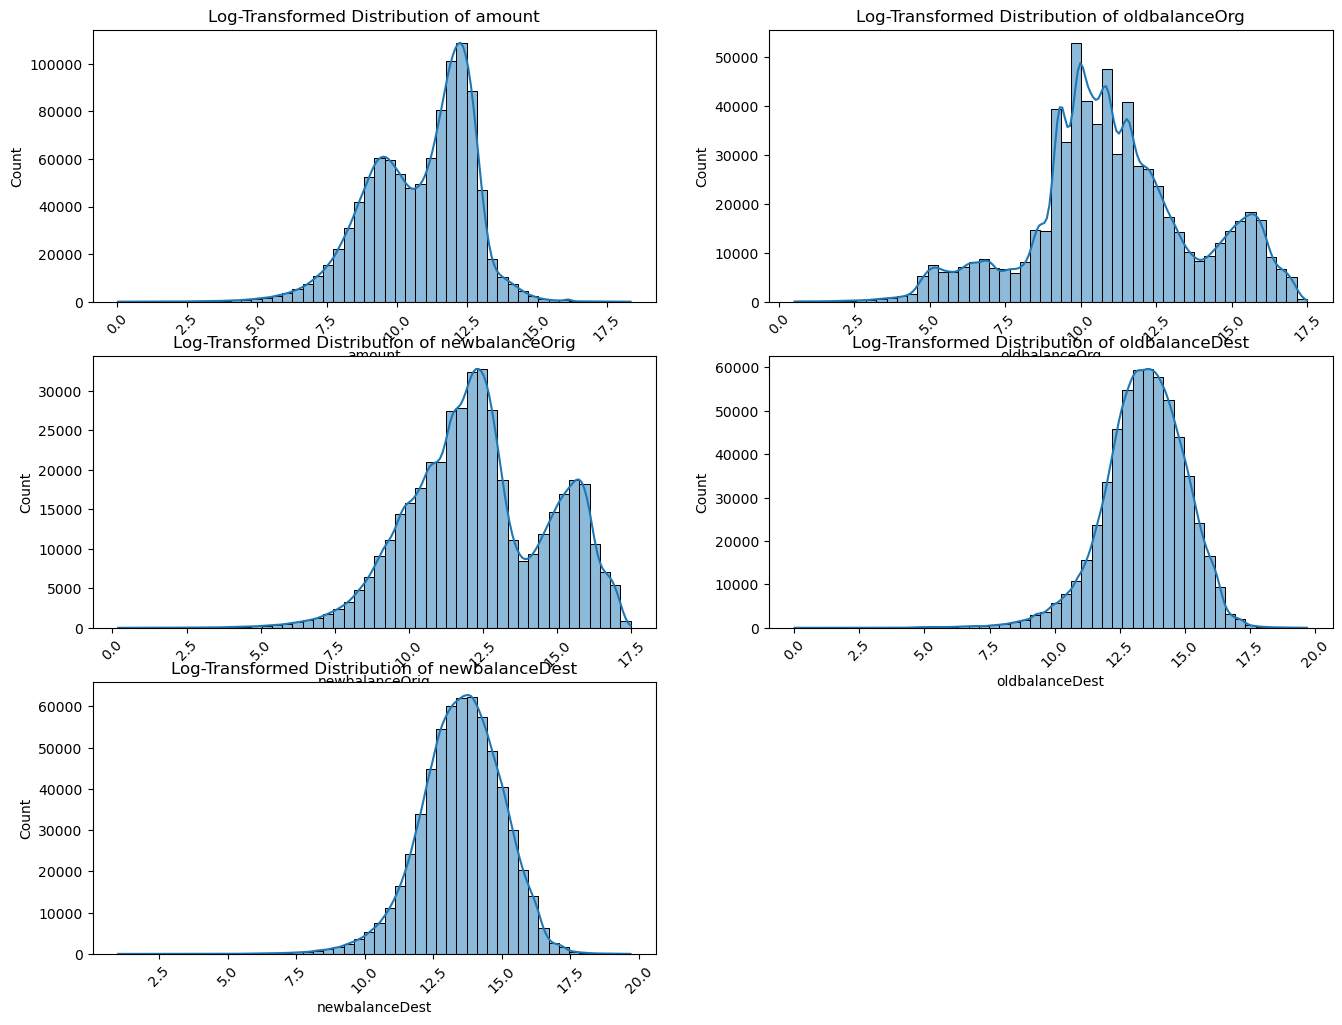 Log-Transformed Distribution of amount
Count
100000
80000
60000
40000
20000
0
0.0 2.5 5.0 7.5 10.0 12.5 15.0 17.5
amount
Log-Transformed Distribution of oldbalanceOrg
Count
50000
40000
30000
20000
10000
0
0.0 2.5 5.0 7.5 10.0 12.5 15.0 17.5
oldbalanceOrg
Log-Transformed Distribution of newbalanceOrig
Count
30000
25000
20000
15000
10000
5000
0
0.0 2.5 5.0 7.5 10.0 12.5 15.0 17.5
newbalanceOrig
Log-Transformed Distribution of oldbalanceDest
Count
60000
50000
40000
30000
20000
10000
0
0.0 2.5 5.0 7.5 10.0 12.5 15.0 17.5 20.0
oldbalanceDest
Log-Transformed Distribution of newbalanceDest
Count
60000
50000
40000
30000
20000
10000
0
2.5 5.0 7.5 10.0 12.5 15.0 17.5 20.0
newbalanceDest